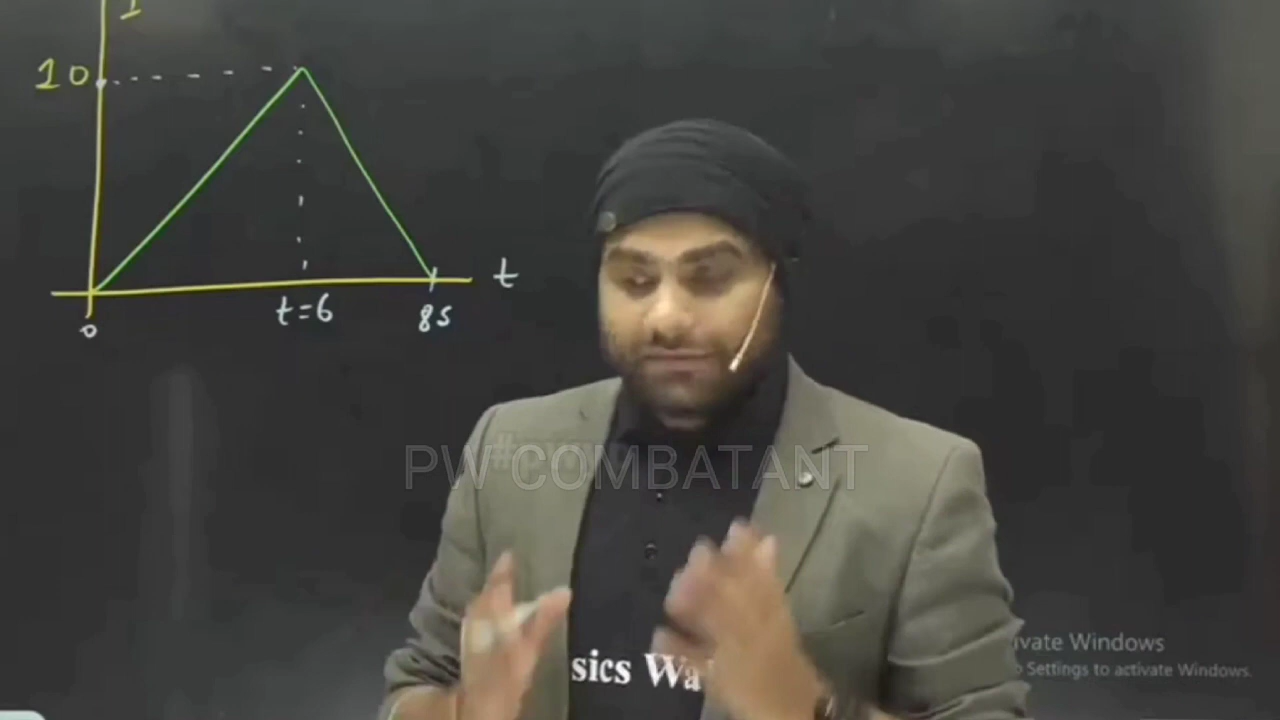 10
t
t=6
8s
0
PW COMBATANT
sics Wa
ivate Windows
Settings to activate Windows.